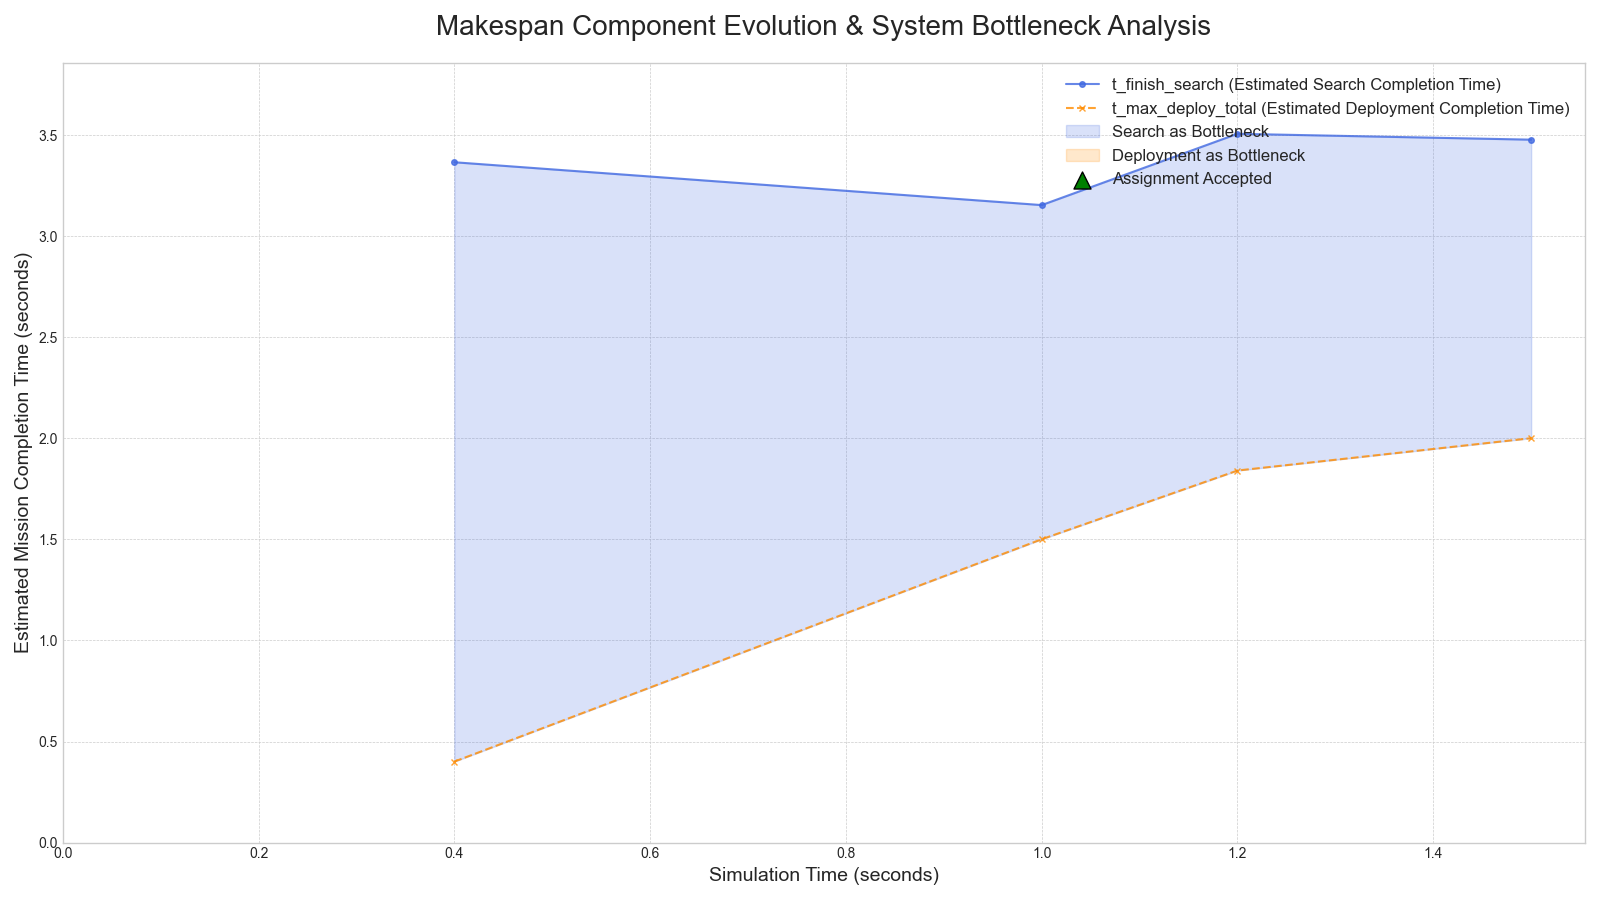 Makespan Component Evolution & System Bottleneck Analysis
t_finish_search (Estimated Search Completion Time)
t_max_deploy_total (Estimated Deployment Completion Time)
Search as Bottleneck
Deployment as Bottleneck
Assignment Accepted
Estimated Mission Completion Time (seconds)
3.5
3.0
2.5
2.0
1.5
1.0
0.5
0.0
0.0 0.2 0.4 0.6 0.8 1.0 1.2 1.4
Simulation Time (seconds)